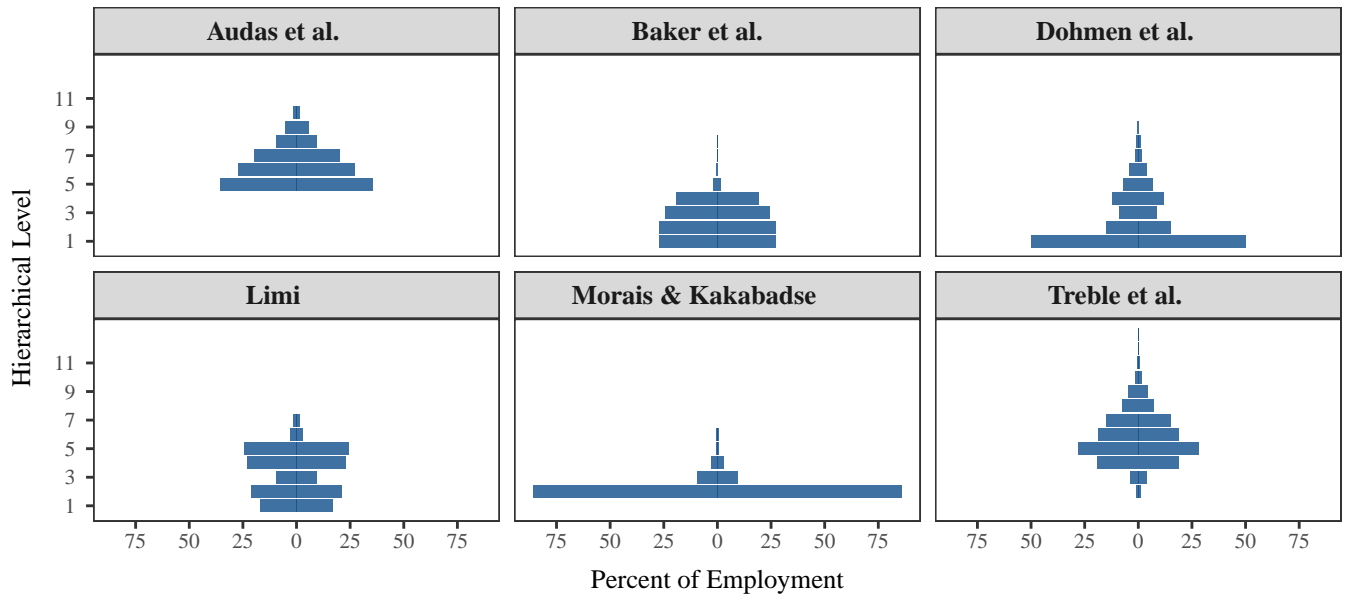 Audas et al.
Baker et al.
Dohmen et al.
11
9
7
5
3
1
Limi
Morais & Kakabadse
Treble et al.
11
9
7
5
3
1
75 50 25 0 25 50 75
75 50 25 0 25 50 75
75 50 25 0 25 50 75
Hierarchical Level
Percent of Employment